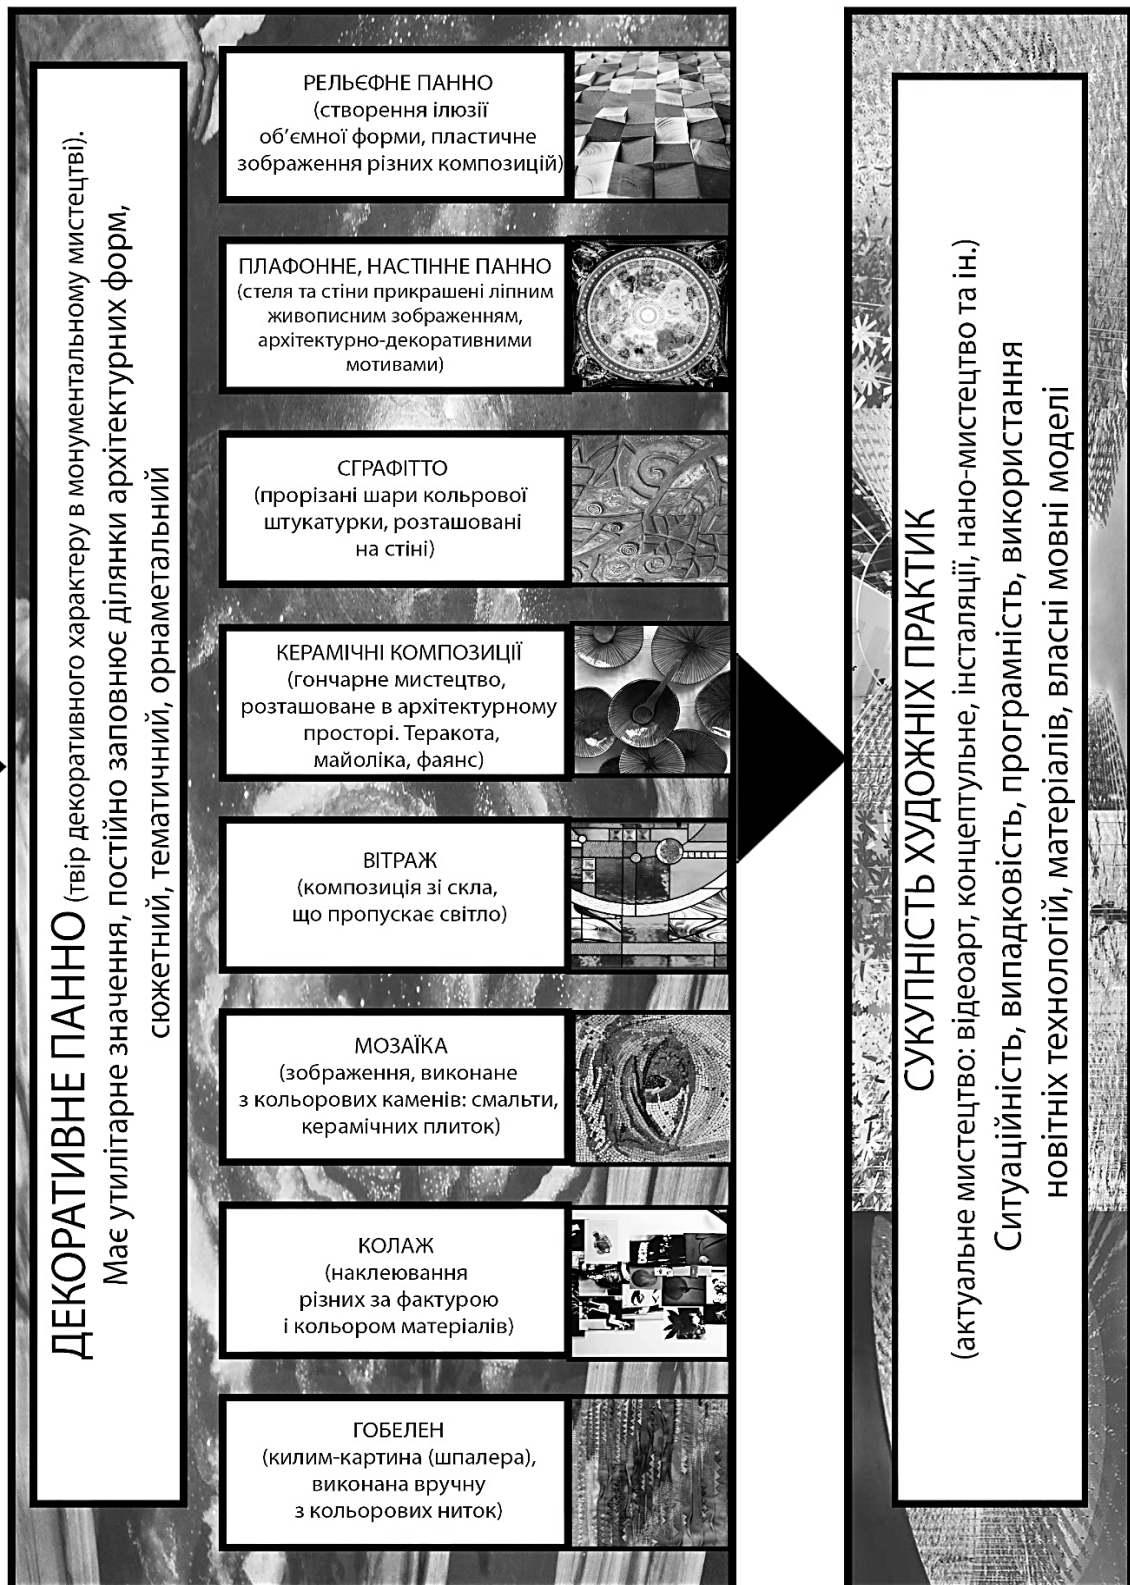 ДЕКОРАТИВНЕ ПАННО (твір декоративного характеру в монументальному мистецтві).
Має утилітарне значення, постійно заповнює ділянки архітектурних форм,
сюжетний, тематичний, орнаметальний
РЕЛЬЄФНЕ ПАННО
(створення ілюзії
об’ємної форми, пластичне
зображення різних композицій)
ПЛАФОННЕ, НАСТІННЕ ПАННО
(стеля та стіни прикрашені ліпним
живописним зображенням,
архітектурно-декоративними
мотивами)
СГРАФІТТО
(прорізані шари кольрової
штукатурки, розташовані
на стіні)
КЕРАМІЧНІ КОМПОЗИЦІЇ
(гончарне мистецтво,
розташоване в архітектурному
просторі. Теракота,
майоліка, фаянс)
ВІТРАЖ
(композиція зі скла,
що пропускає світло)
МОЗАЇКА
(зображення, виконане
з кольорових каменів: смальти,
керамічних плиток)
КОЛАЖ
(наклеювання
різних за фактурою
і кольором матеріалів)
ГОБЕЛЕН
(килим-картина (шпалера),
виконана вручну
з кольорових ниток)
СУКУПНІСТЬ ХУДОЖНІХ ПРАКТИК
(актуальне мистецтво: відеоарт, концептульне, інсталяції, нано-мистецтво та ін.)
Ситуаційність, випадковість, програмність, використання
новітніх технологій, матеріалів, власні мовні моделі